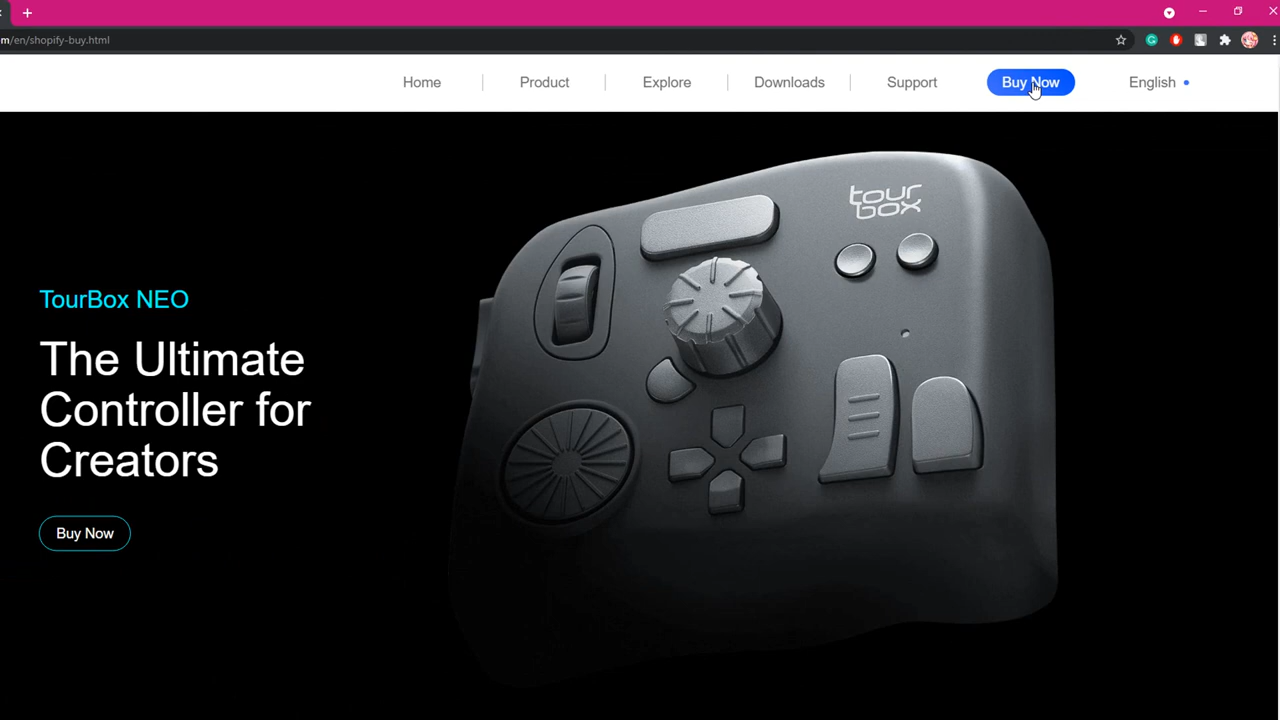 m/en/shopify-buy.html
Home Product Explore Downloads Support Buy Now English
tour
box
TourBox NEO
The Ultimate
Controller for
Creators
Buy Now